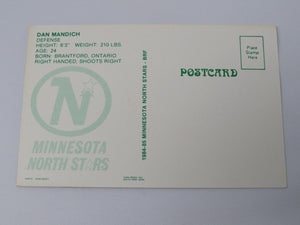 DAN MANDICH
DEFENSE
HEIGHT: 6'3" WEIGHT: 210 LBS.
AGE: 24
BORN: BRANTFORD, ONTARIO
RIGHT HANDED, SHOOTS RIGHT
N
MINNESOTA
NORTH STARS
1984-85 MINNESOTA NORTH STARS - BRF
POSTCARD
Place
Stamp
Here